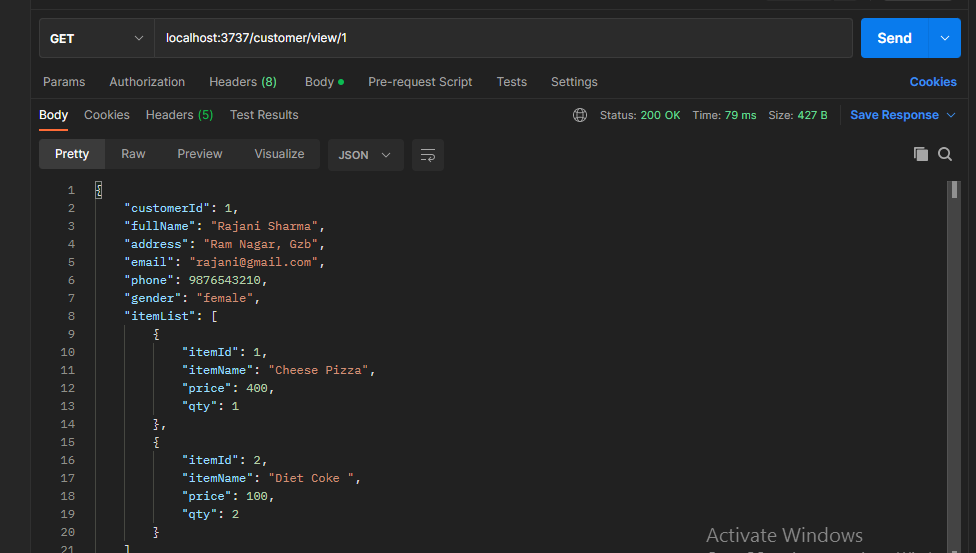 GET localhost:3737/customer/view/1 Send
Params Authorization Headers (8) Body Pre-request Script Tests Settings Cookies
Body Cookies Headers (5) Test Results Status: 200 OK Time: 79 ms Size: 427 B Save Response
Pretty Raw Preview Visualize JSON
1 {
2 "customerId": 1,
3 "fullName": "Rajani Sharma",
4 "address": "Ram Nagar, Gzb",
5 "email": "rajani@gmail.com",
6 "phone": 9876543210,
7 "gender": "female",
8 "itemList": [
9 {
10 "itemId": 1,
11 "itemName": "Cheese Pizza",
12 "price": 400,
13 "qty": 1
14 },
15 {
16 "itemId": 2,
17 "itemName": "Diet Coke ",
18 "price": 100,
19 "qty": 2
20 }
21 ]
Activate Windows